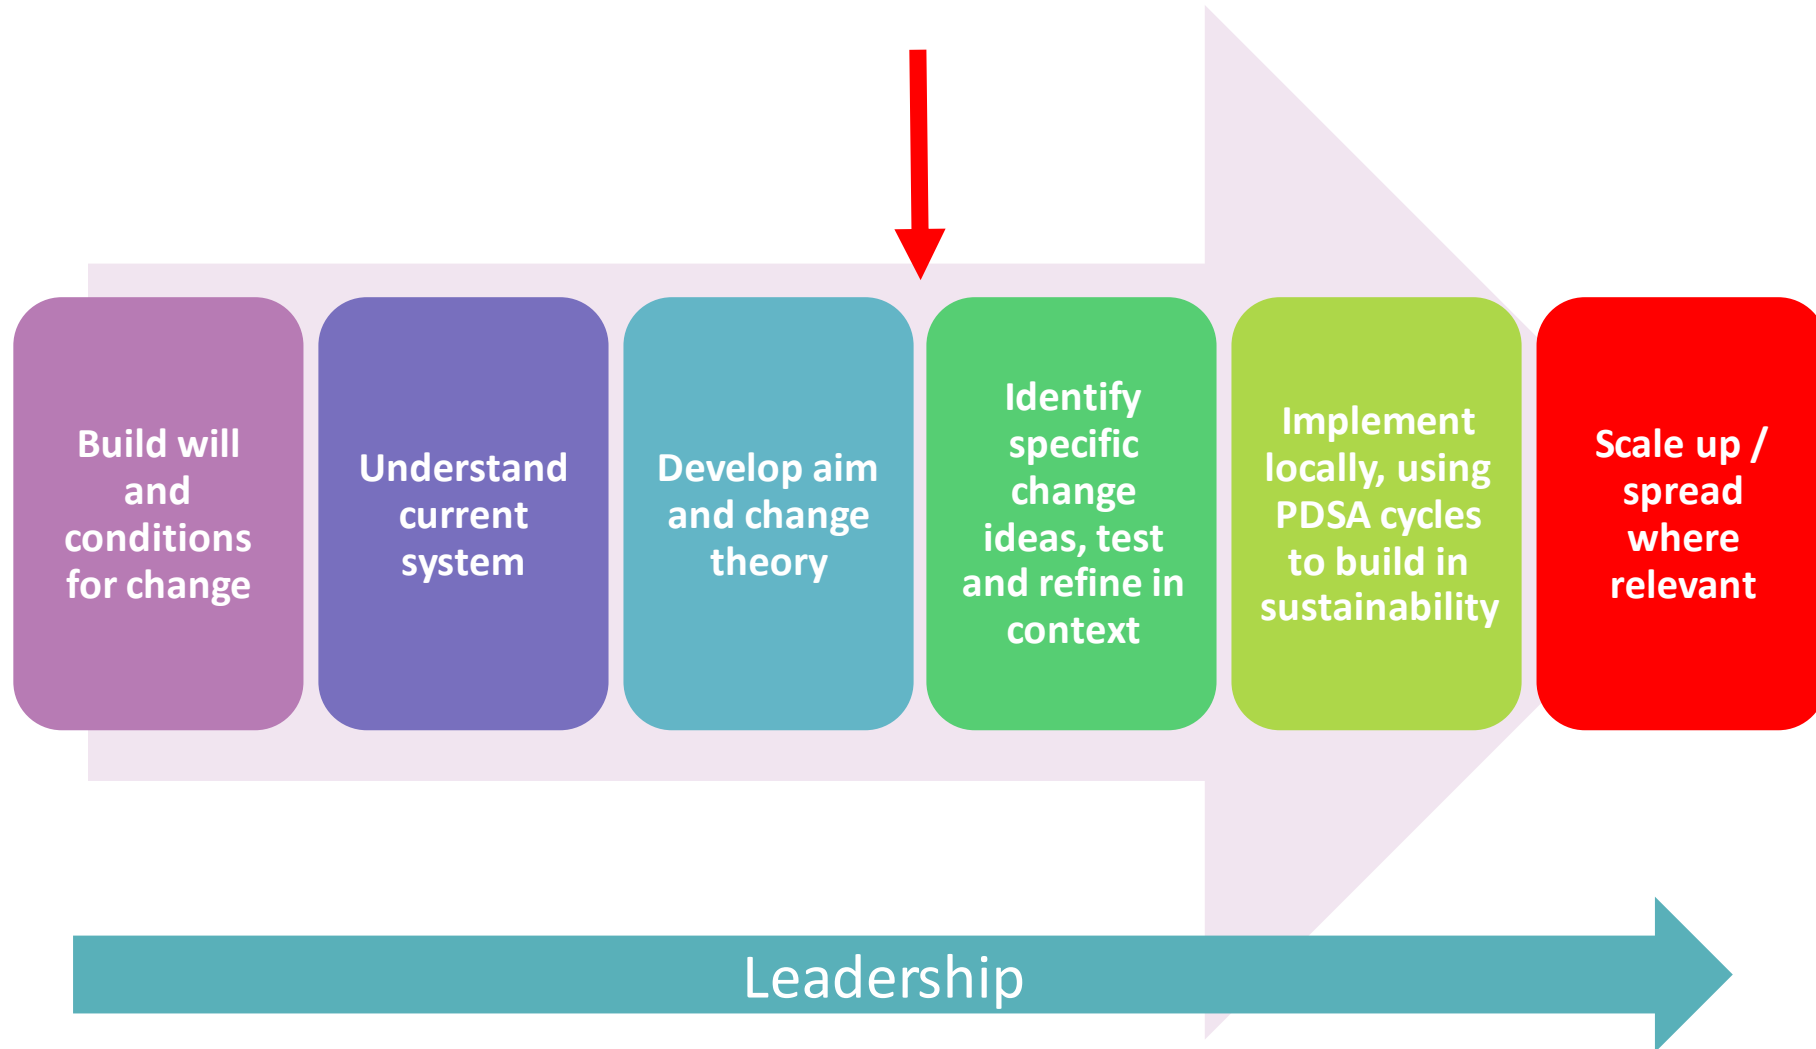 Build will
and
conditions
for change
Understand
current
system
Develop aim
and change
theory
Identify
specific
change
ideas, test
and refine in
context
Implement
locally, using
PDSA cycles
to build in
sustainability
Scale up /
spread
where
relevant
Leadership